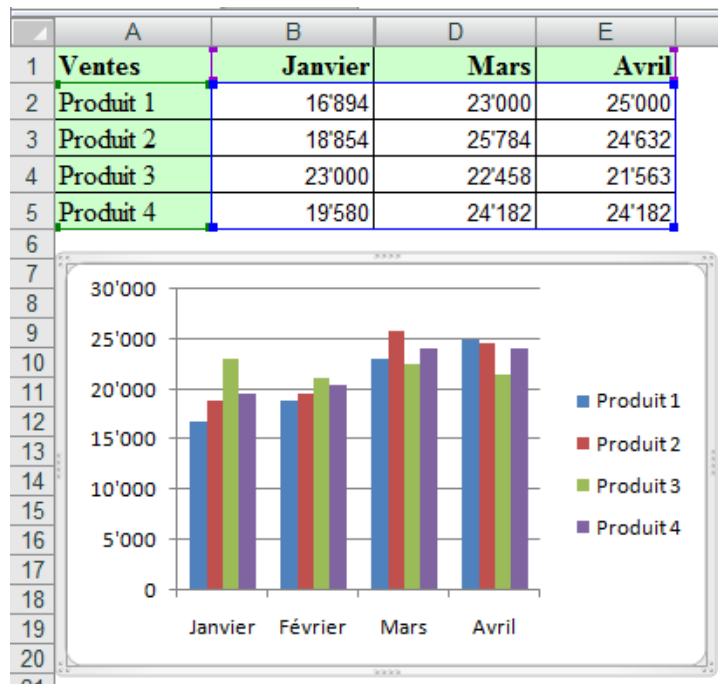 A B D E
1 Ventes Janvier Mars Avril
2 Produit 1 16'894 23'000 25'000
3 Produit 2 18'854 25'784 24'632
4 Produit 3 23'000 22'458 21'563
5 Produit 4 19'580 24'182 24'182
6
7
8
9
10
11
12
13
14
15
16
17
18
19
20
21
30'000
25'000
20'000
15'000
10'000
5'000
0
Janvier Février Mars Avril
Produit 1
Produit 2
Produit 3
Produit 4